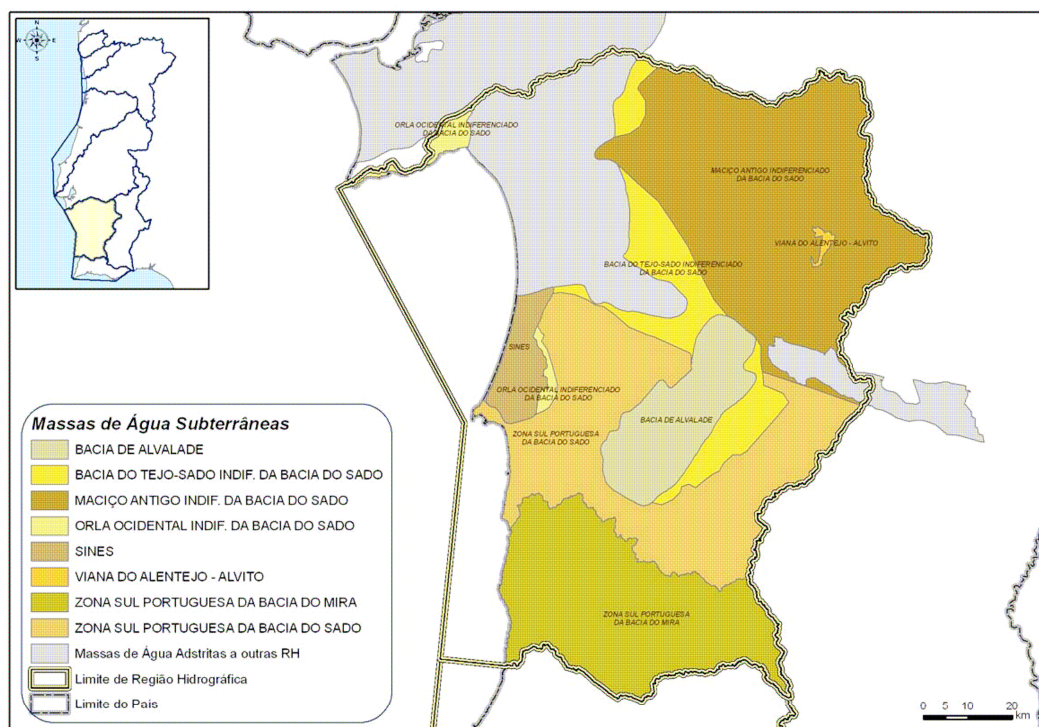 N
W E
S
ORLA OCIDENTAL INDIFERENCIADO
DA BACIA DO SADO
MACIÇO ANTIGO INDIFERENCIADO
DA BACIA DO SADO
VIANA DO ALENTEJO - ALVITO
BACIA DO TEJO-SADO INDIFERENCIADO
DA BACIA DO SADO
SINES
ORLA OCIDENTAL INDIFERENCIADO
DA BACIA DO SADO
BACIA DE ALVALADE
ZONA SUL PORTUGUESA
DA BACIA DO SADO
ZONA SUL PORTUGUESA
DA BACIA DO MIRA
Massas de Água Subterrâneas
BACIA DE ALVALADE
BACIA DO TEJO-SADO INDIF. DA BACIA DO SADO
MACIÇO ANTIGO INDIF. DA BACIA DO SADO
ORLA OCIDENTAL INDIF. DA BACIA DO SADO
SINES
VIANA DO ALENTEJO - ALVITO
ZONA SUL PORTUGUESA DA BACIA DO MIRA
ZONA SUL PORTUGUESA DA BACIA DO SADO
Massas de Água Adstritas a outras RH
Limite de Região Hidrográfica
Limite do País
0 5 10 20
km